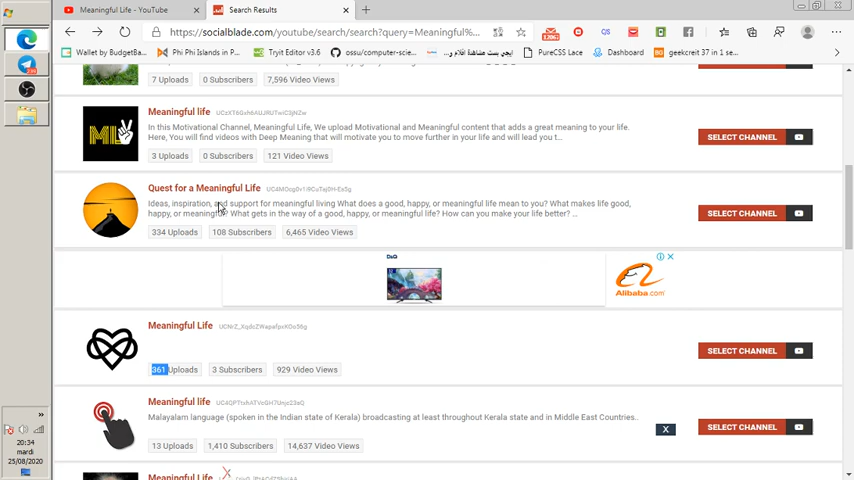 Meaningful Life - YouTube
Search Results
https://socialblade.com/youtube/search/search?query=Meaningful%...
Wallet by BudgetBa...
Phi Phi Islands in P...
Tryit Editor v3.6
ossu/computer-scie...
PureCSS Lace
Dashboard
geekcreit 37 in 1 se...
7 Uploads
0 Subscribers
7,596 Video Views
Meaningful life
In this Motivational Channel, Meaningful Life, We upload Motivational and Meaningful content that adds a great meaning to your life.
Here, You will find videos with Deep Meaning that will motivate you to move further in your life and will lead you t...
3 Uploads
0 Subscribers
121 Video Views
SELECT CHANNEL
Quest for a Meaningful Life
Ideas, inspiration, and support for meaningful living What does a good, happy, or meaningful life mean to you? What makes life good,
happy, or meaningful? What gets in the way of a good, happy, or meaningful life? How can you make your life better? ...
334 Uploads
108 Subscribers
6,465 Video Views
SELECT CHANNEL
Alibaba.com
Meaningful Life
361 Uploads
3 Subscribers
929 Video Views
SELECT CHANNEL
Meaningful life
Malayalam language (spoken in the Indian state of Kerala) broadcasting at least throughout Kerala state and in Middle East Countries.
13 Uploads
1,410 Subscribers
14,637 Video Views
SELECT CHANNEL
X
Meaningful Life
20:34
mardi
25/08/2020